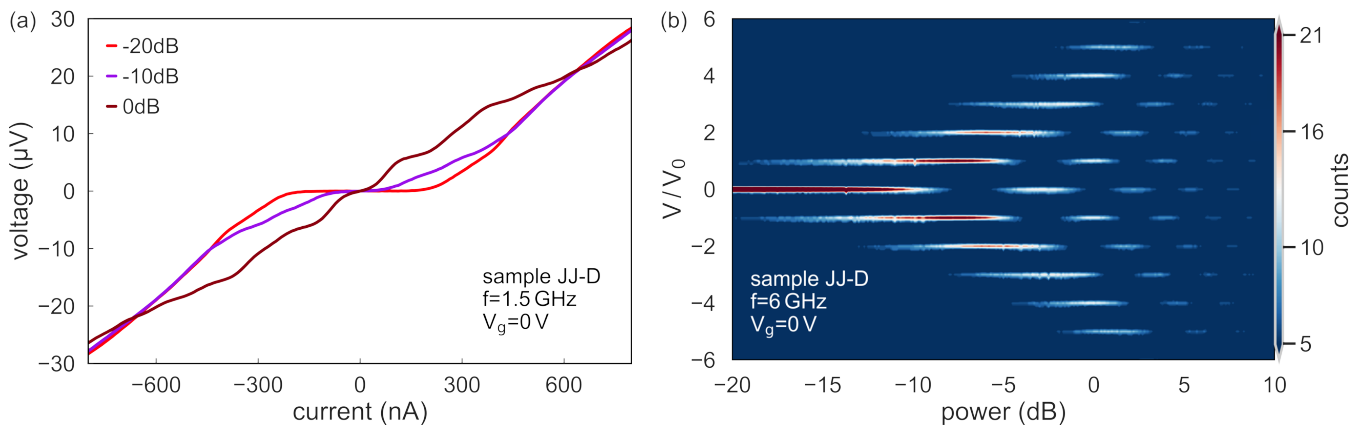 (a)
voltage (µV)
30
20
10
0
−10
−20
−30
-20dB
-10dB
0dB
sample JJ-D
f=1.5 GHz
Vg=0 V
−600
−300
0
300
600
current (nA)
(b)
V / V0
6
4
2
0
−2
−4
−6
sample JJ-D
f=6 GHz
Vg=0 V
−20
−15
−10
−5
0
5
10
power (dB)
21
16
10
5
counts